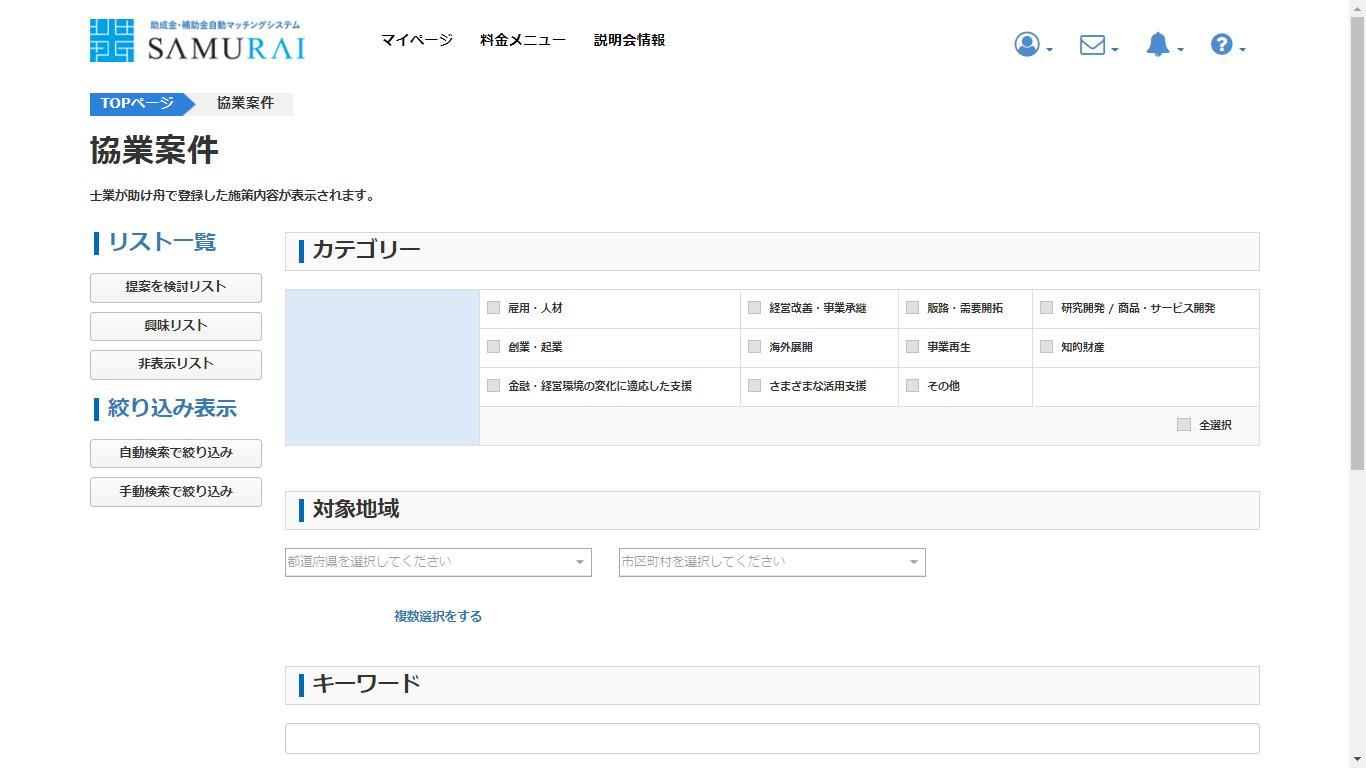 助成金・補助金自動マッチングシステム
SAMURAI
マイページ 料金メニュー 説明会情報
TOPページ 協業案件
協業案件
士業が助け舟で登録した施策内容が表示されます。
リスト一覧
提案を検討リスト
興味リスト
非表示リスト
絞り込み表示
自動検索で絞り込み
手動検索で絞り込み
カテゴリー
雇用・人材 経営改善・事業承継 販路・需要開拓 研究開発 / 商品・サービス開発
創業・起業 海外展開 事業再生 知的財産
金融・経営環境の変化に適応した支援 さまざまな活用支援 その他
全選択
対象地域
都道府県を選択してください 市区町村を選択してください
複数選択をする
キーワード